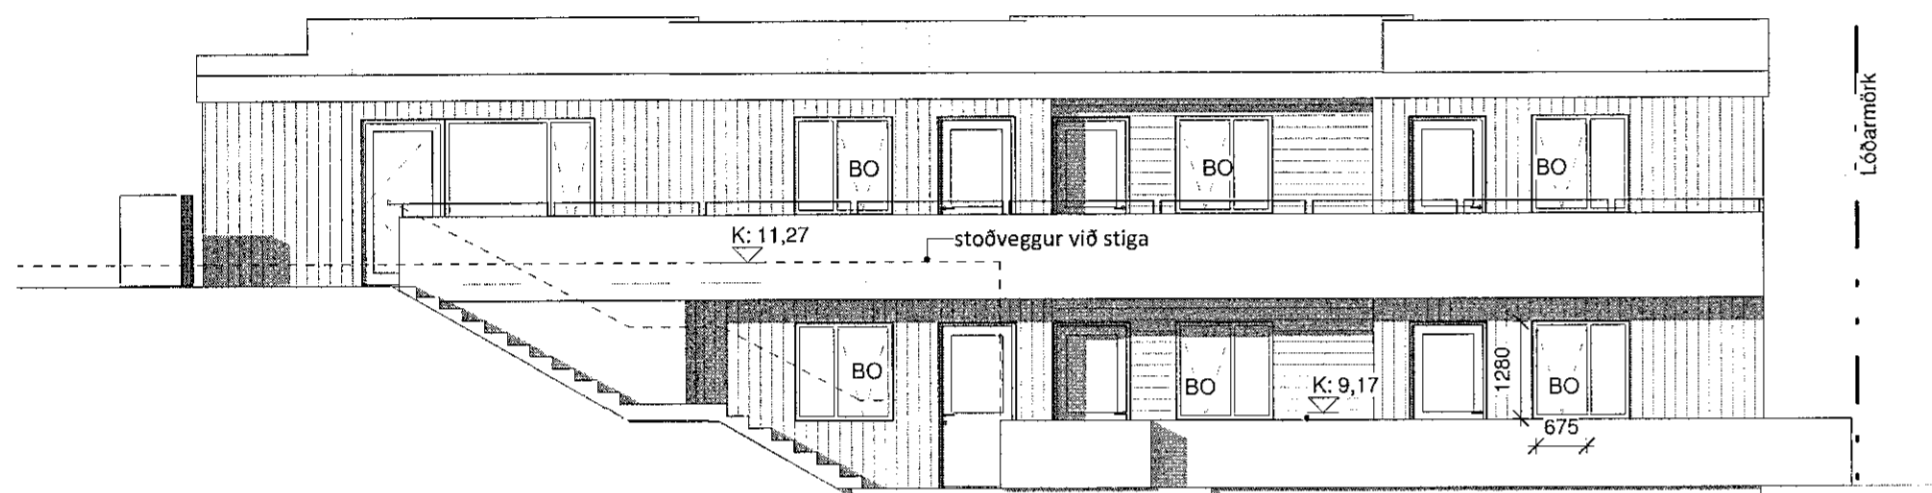 Lóðarmörk
BO
BO
BO
K: 11,27
stoðveggur við stiga
BO
BO
K: 9,17
1280
BO
675